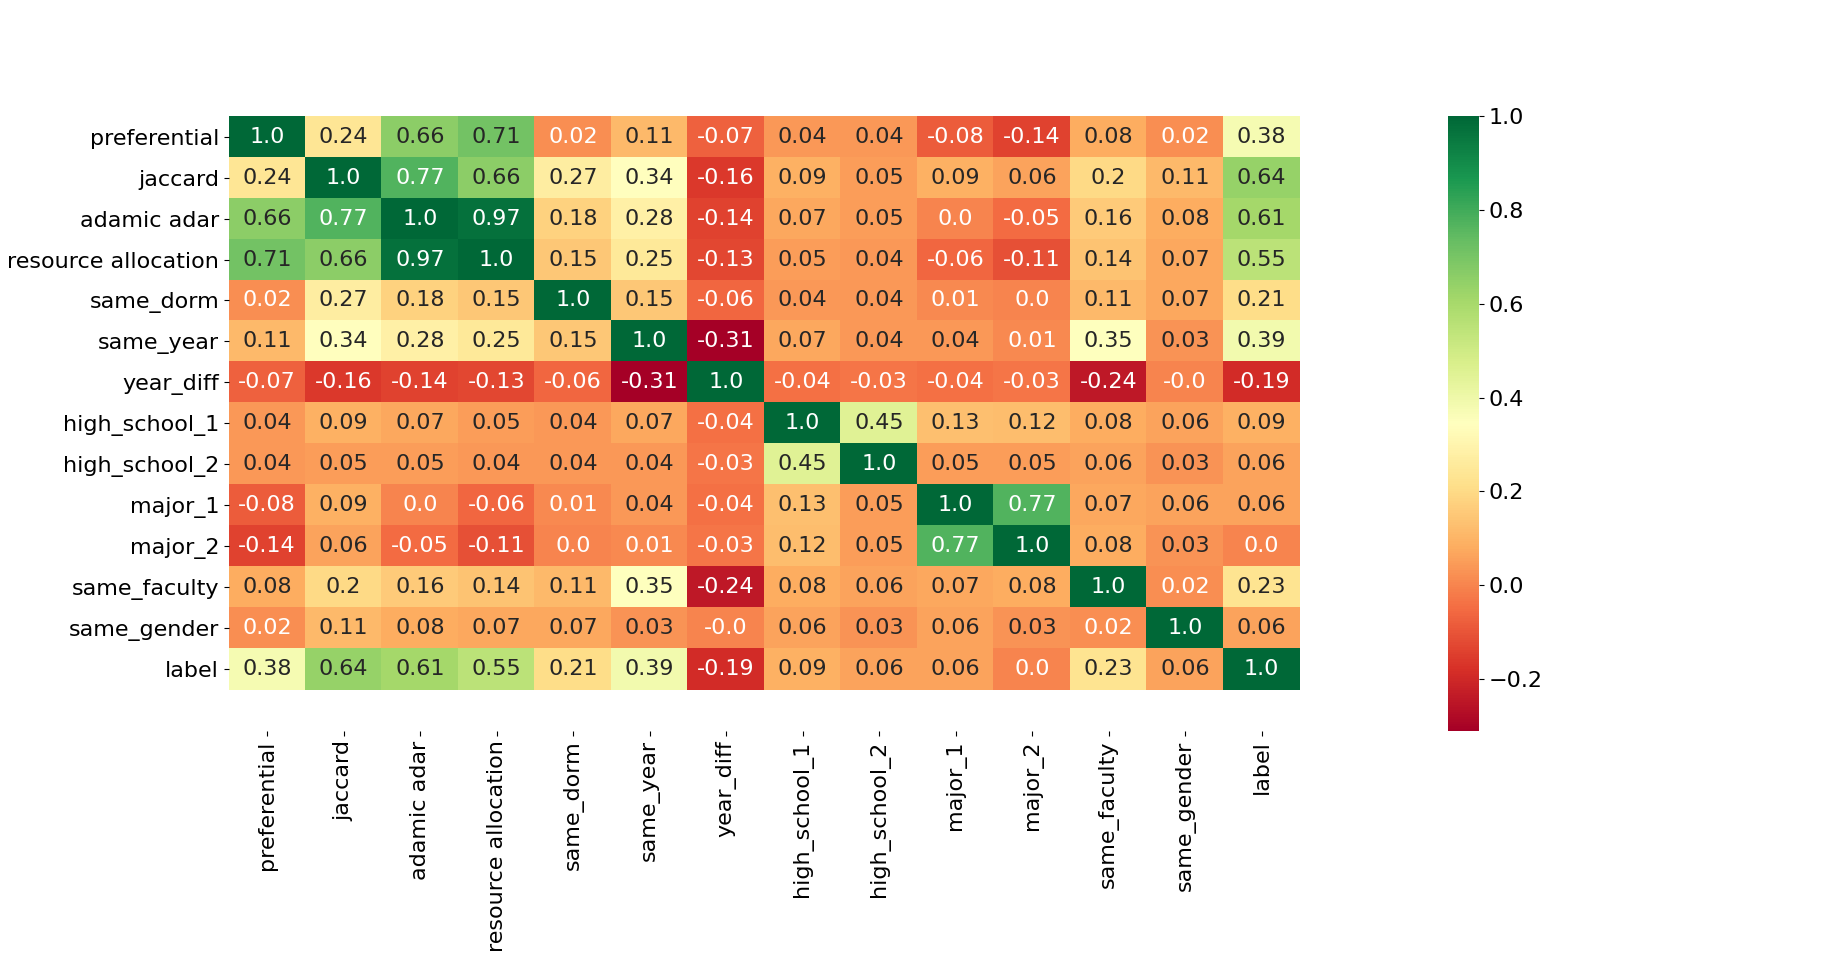 preferential 1.0 0.24 0.66 0.71 0.02 0.11 -0.07 0.04 0.04 -0.08 -0.14 0.08 0.02 0.38
jaccard 0.24 1.0 0.77 0.66 0.27 0.34 -0.16 0.09 0.05 0.09 0.06 0.2 0.11 0.64
adamic adar 0.66 0.77 1.0 0.97 0.18 0.28 -0.14 0.07 0.05 0.0 -0.05 0.16 0.08 0.61
resource allocation 0.71 0.66 0.97 1.0 0.15 0.25 -0.13 0.05 0.04 -0.06 -0.11 0.14 0.07 0.55
same_dorm 0.02 0.27 0.18 0.15 1.0 0.15 -0.06 0.04 0.04 0.01 0.0 0.11 0.07 0.21
same_year 0.11 0.34 0.28 0.25 0.15 1.0 -0.31 0.07 0.04 0.04 0.01 0.35 0.03 0.39
year_diff -0.07 -0.16 -0.14 -0.13 -0.06 -0.31 1.0 -0.04 -0.03 -0.04 -0.03 -0.24 -0.0 -0.19
high_school_1 0.04 0.09 0.07 0.05 0.04 0.07 -0.04 1.0 0.45 0.13 0.12 0.08 0.06 0.09
high_school_2 0.04 0.05 0.05 0.04 0.04 0.04 -0.03 0.45 1.0 0.05 0.05 0.06 0.03 0.06
major_1 -0.08 0.09 0.0 -0.06 0.01 0.04 -0.04 0.13 0.05 1.0 0.77 0.07 0.06 0.06
major_2 -0.14 0.06 -0.05 -0.11 0.0 0.01 -0.03 0.12 0.05 0.77 1.0 0.08 0.03 0.0
same_faculty 0.08 0.2 0.16 0.14 0.11 0.35 -0.24 0.08 0.06 0.07 0.08 1.0 0.02 0.23
same_gender 0.02 0.11 0.08 0.07 0.07 0.03 -0.0 0.06 0.03 0.06 0.03 0.02 1.0 0.06
label 0.38 0.64 0.61 0.55 0.21 0.39 -0.19 0.09 0.06 0.06 0.0 0.23 0.06 1.0
preferential
jaccard
adamic adar
resource allocation
same_dorm
same_year
year_diff
high_school_1
high_school_2
major_1
major_2
same_faculty
same_gender
label
1.0
0.8
0.6
0.4
0.2
0.0
−0.2